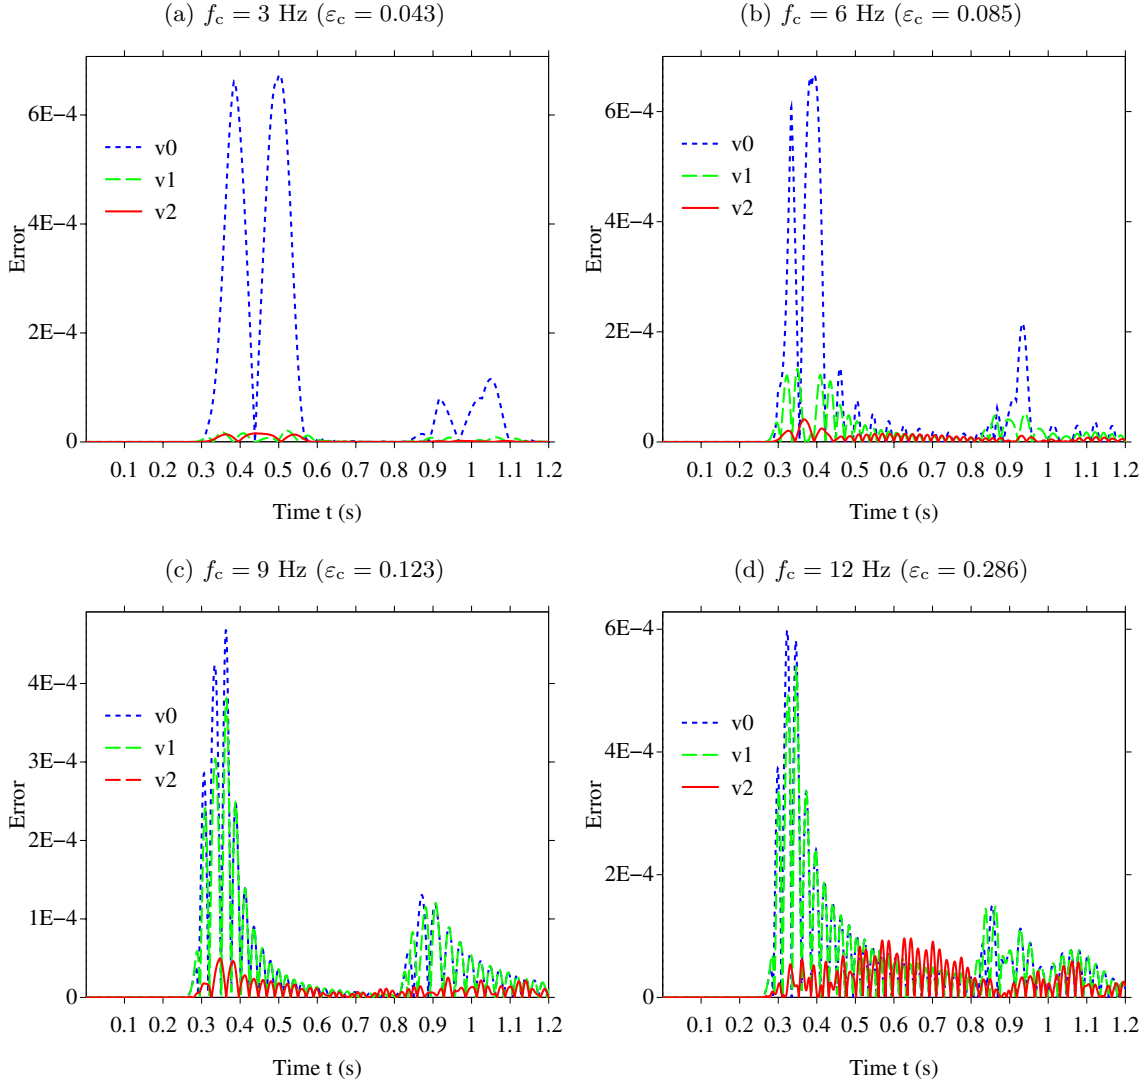 (a) f_c = 3 Hz (ε_c = 0.043)
6E−4
4E−4
2E−4
0
Error
v0
v1
v2
0.1 0.2 0.3 0.4 0.5 0.6 0.7 0.8 0.9 1 1.1 1.2
Time t (s)
(b) f_c = 6 Hz (ε_c = 0.085)
6E−4
4E−4
2E−4
0
Error
v0
v1
v2
0.1 0.2 0.3 0.4 0.5 0.6 0.7 0.8 0.9 1 1.1 1.2
Time t (s)
(c) f_c = 9 Hz (ε_c = 0.123)
4E−4
3E−4
2E−4
1E−4
0
Error
v0
v1
v2
0.1 0.2 0.3 0.4 0.5 0.6 0.7 0.8 0.9 1 1.1 1.2
Time t (s)
(d) f_c = 12 Hz (ε_c = 0.286)
6E−4
4E−4
2E−4
0
Error
v0
v1
v2
0.1 0.2 0.3 0.4 0.5 0.6 0.7 0.8 0.9 1 1.1 1.2
Time t (s)